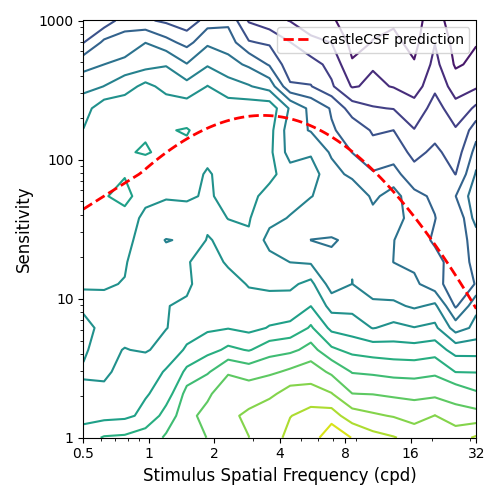 1000
castleCSF prediction
100
Sensitivity
10
1
0.5 1 2 4 8 16 32
Stimulus Spatial Frequency (cpd)